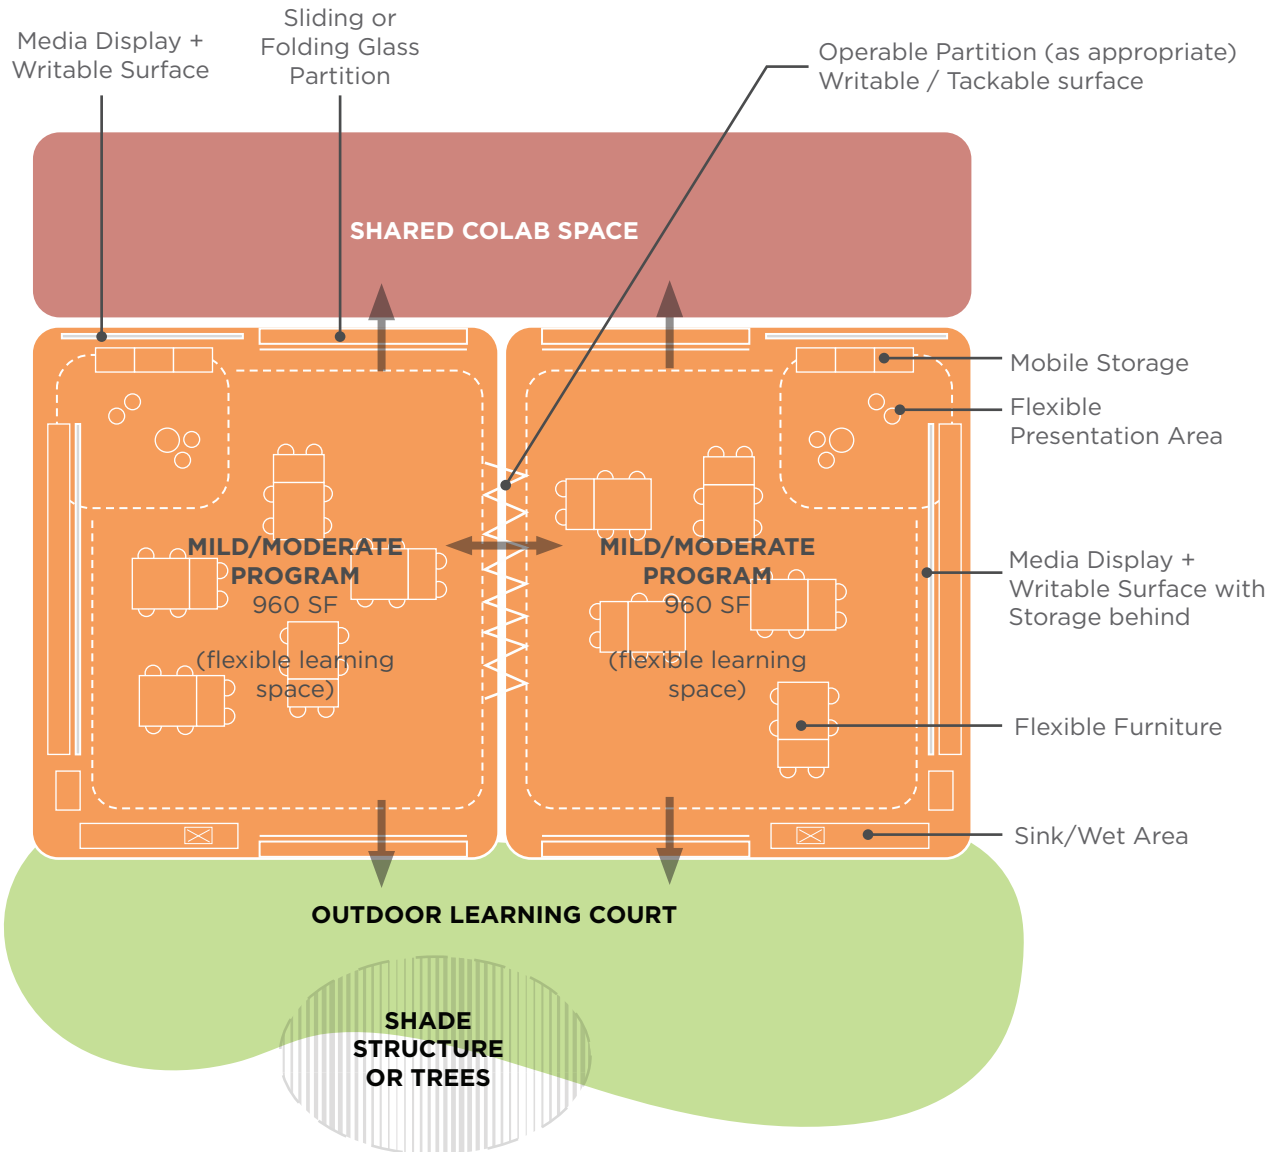 Media Display +
Writable Surface
Sliding or
Folding Glass
Partition
Operable Partition (as appropriate)
Writable / Tackable surface
SHARED COLAB SPACE
Mobile Storage
Flexible
Presentation Area
MILD/MODERATE
PROGRAM
960 SF
(flexible learning
space)
MILD/MODERATE
PROGRAM
960 SF
(flexible learning
space)
Media Display +
Writable Surface with
Storage behind
Flexible Furniture
Sink/Wet Area
OUTDOOR LEARNING COURT
SHADE
STRUCTURE
OR TREES